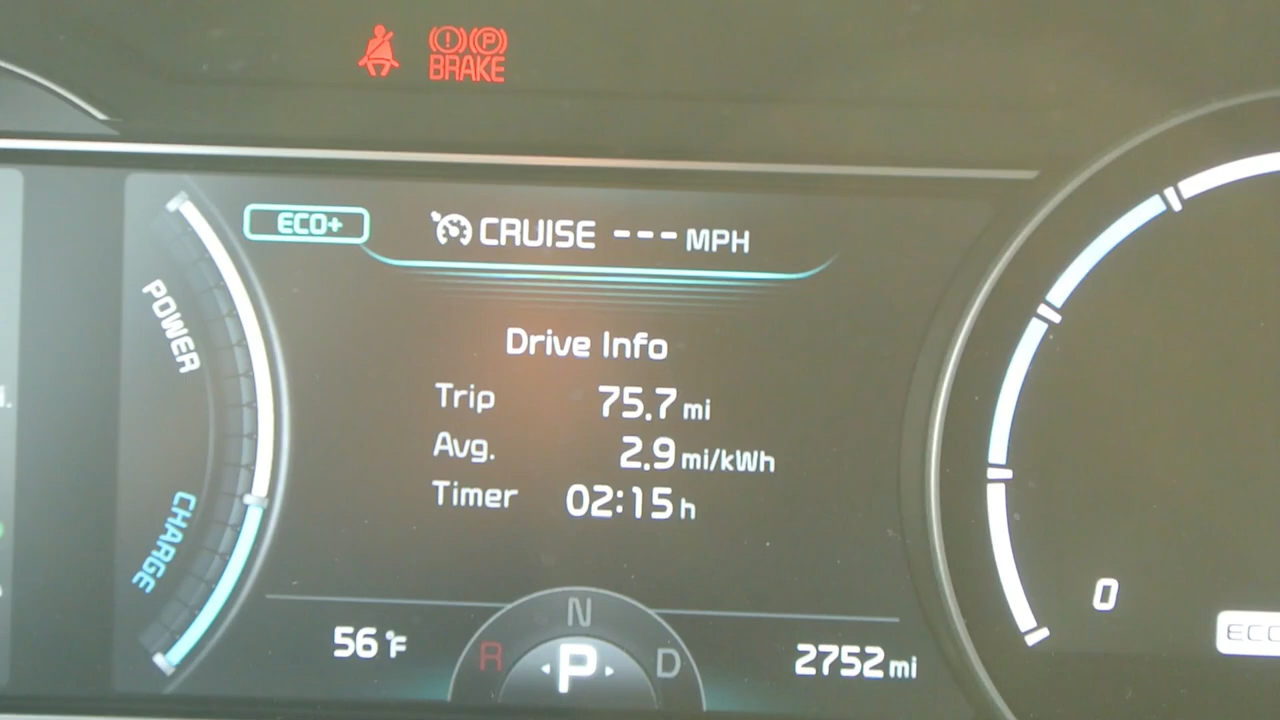 BRAKE
ECO+ CRUISE --- MPH
POWER
Drive Info
Trip 75.7 mi
Avg. 2.9 mi/kWh
Timer 02:15 h
CHARGE
N
R P D
56 °F
2752 mi
0